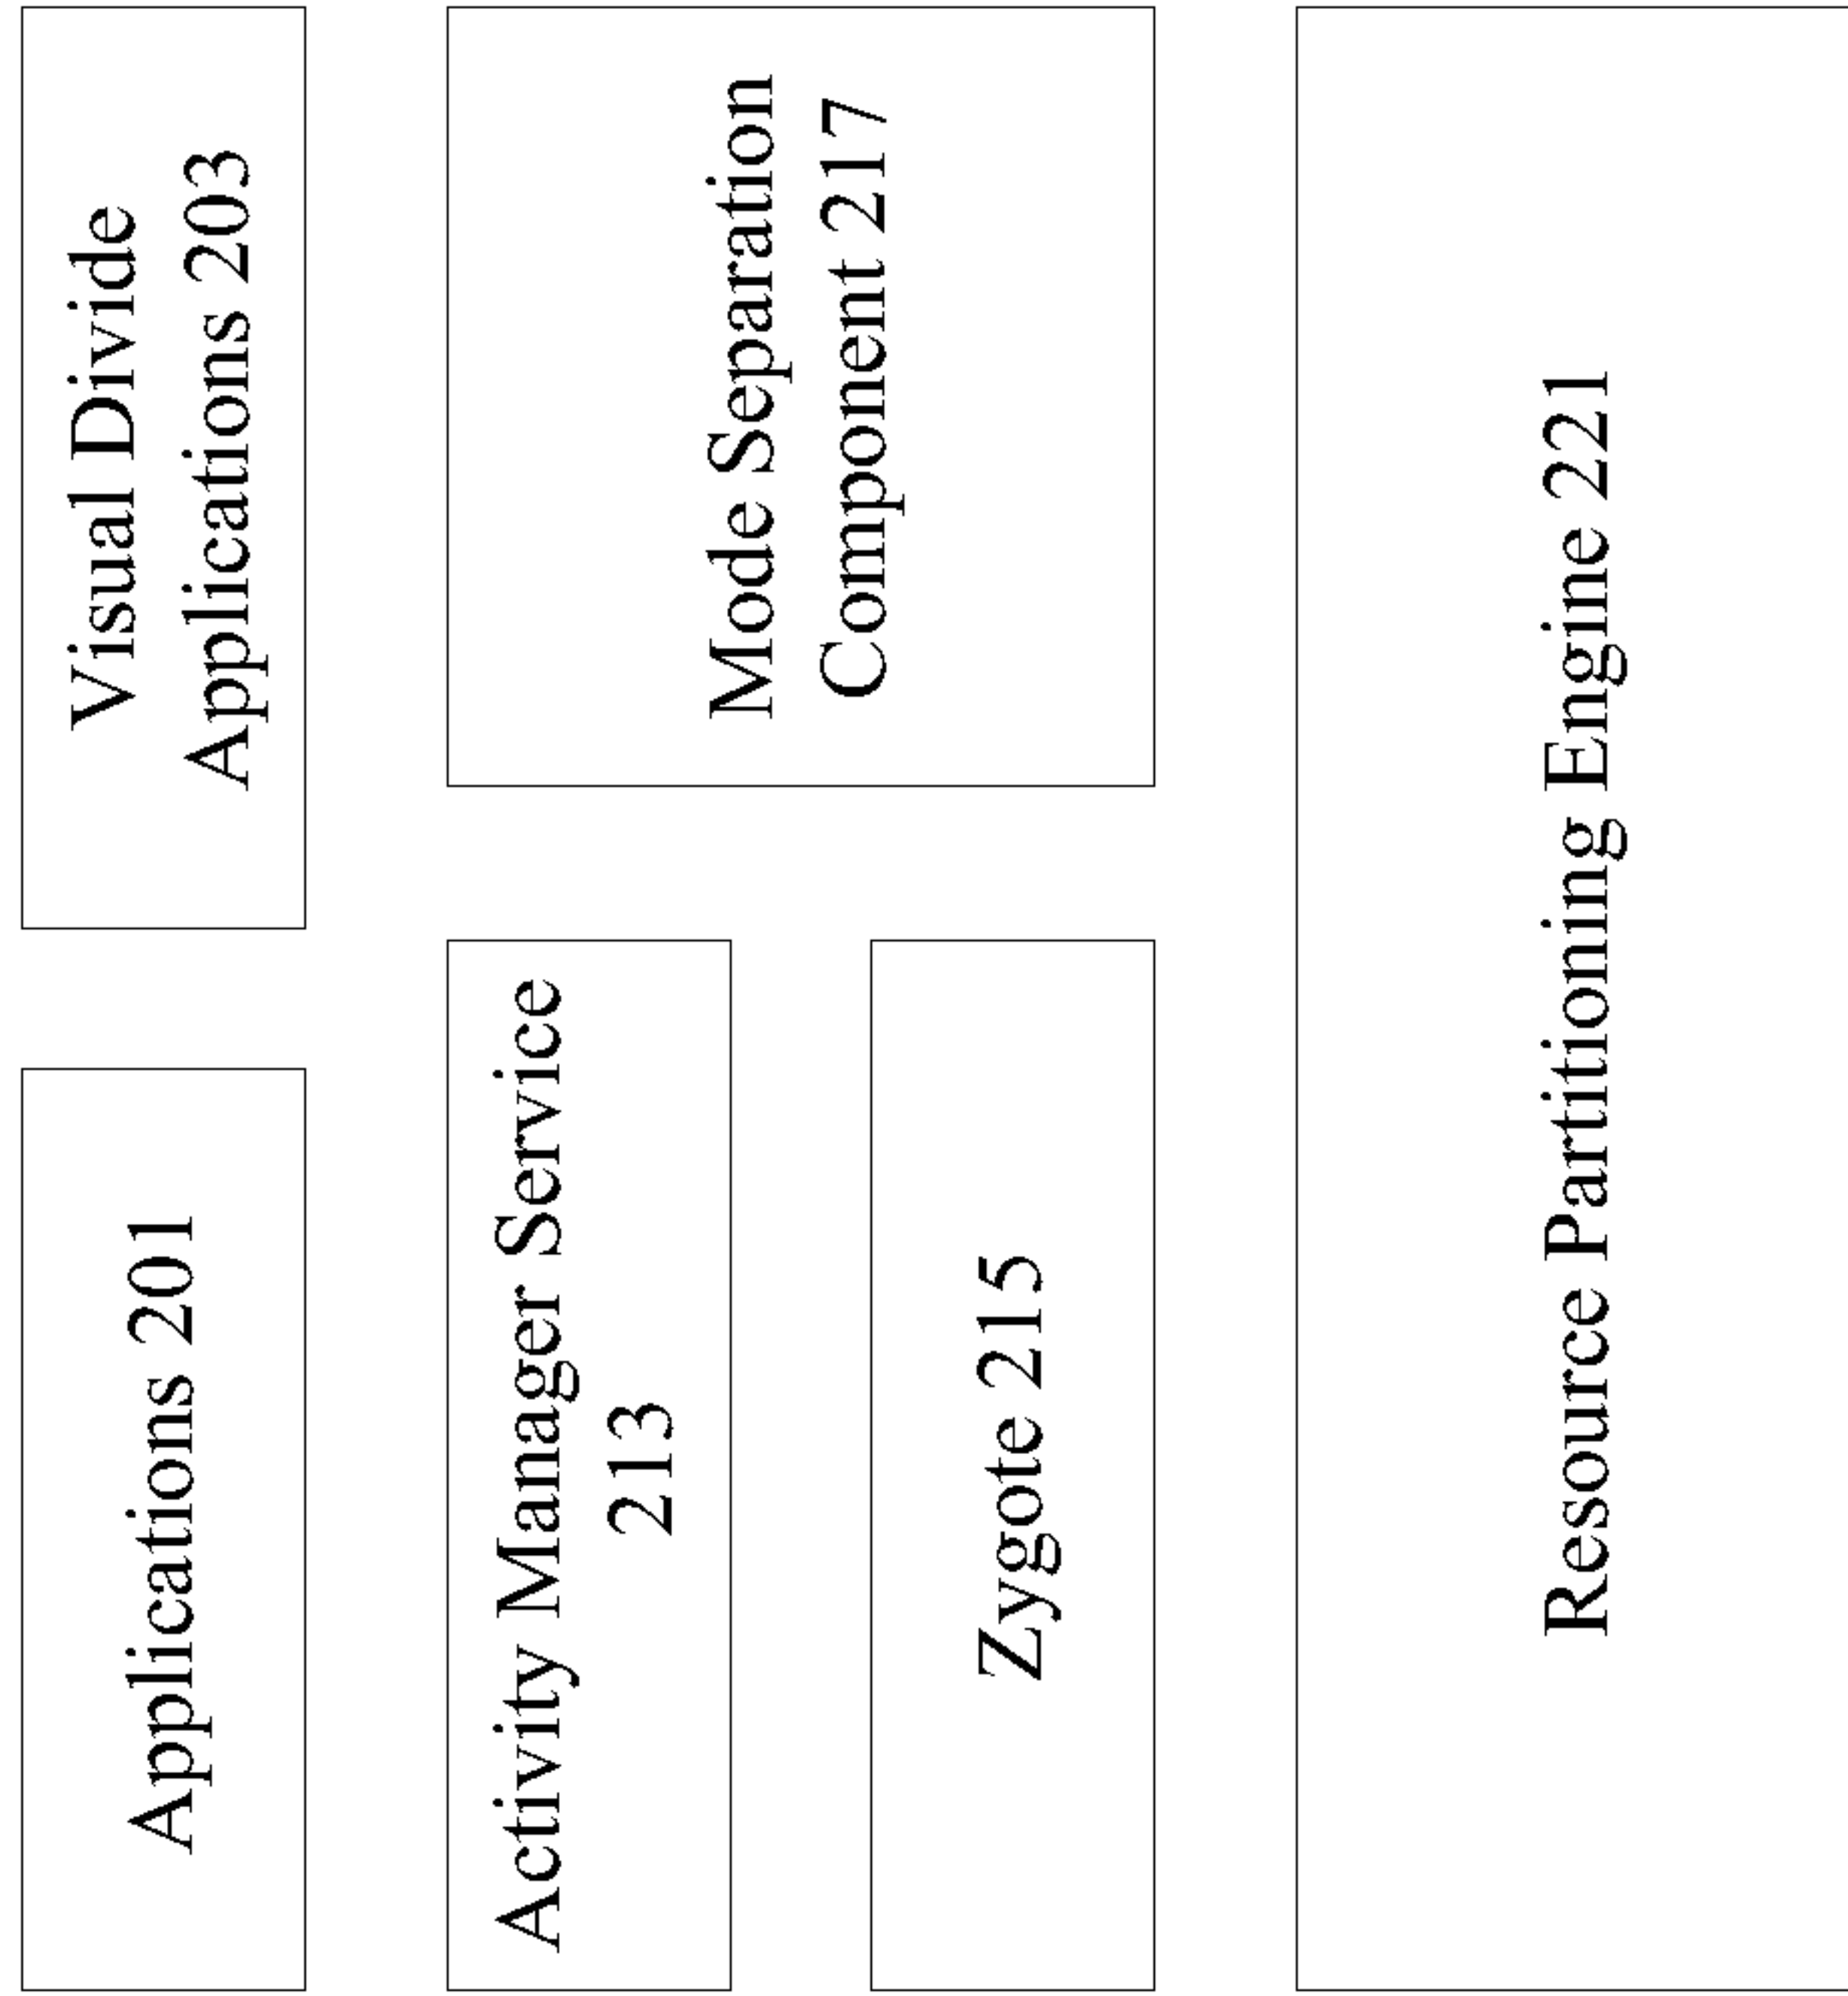 Applications 201
Visual Divide
Applications 203
Activity Manager Service
213
Zygote 215
Mode Separation
Component 217
Resource Partitioning Engine 221